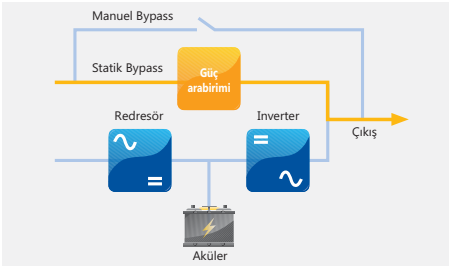 Manuel Bypass
Statik Bypass
Güç
arabirimi
Redresör
Inverter
Çıkış
Aküler